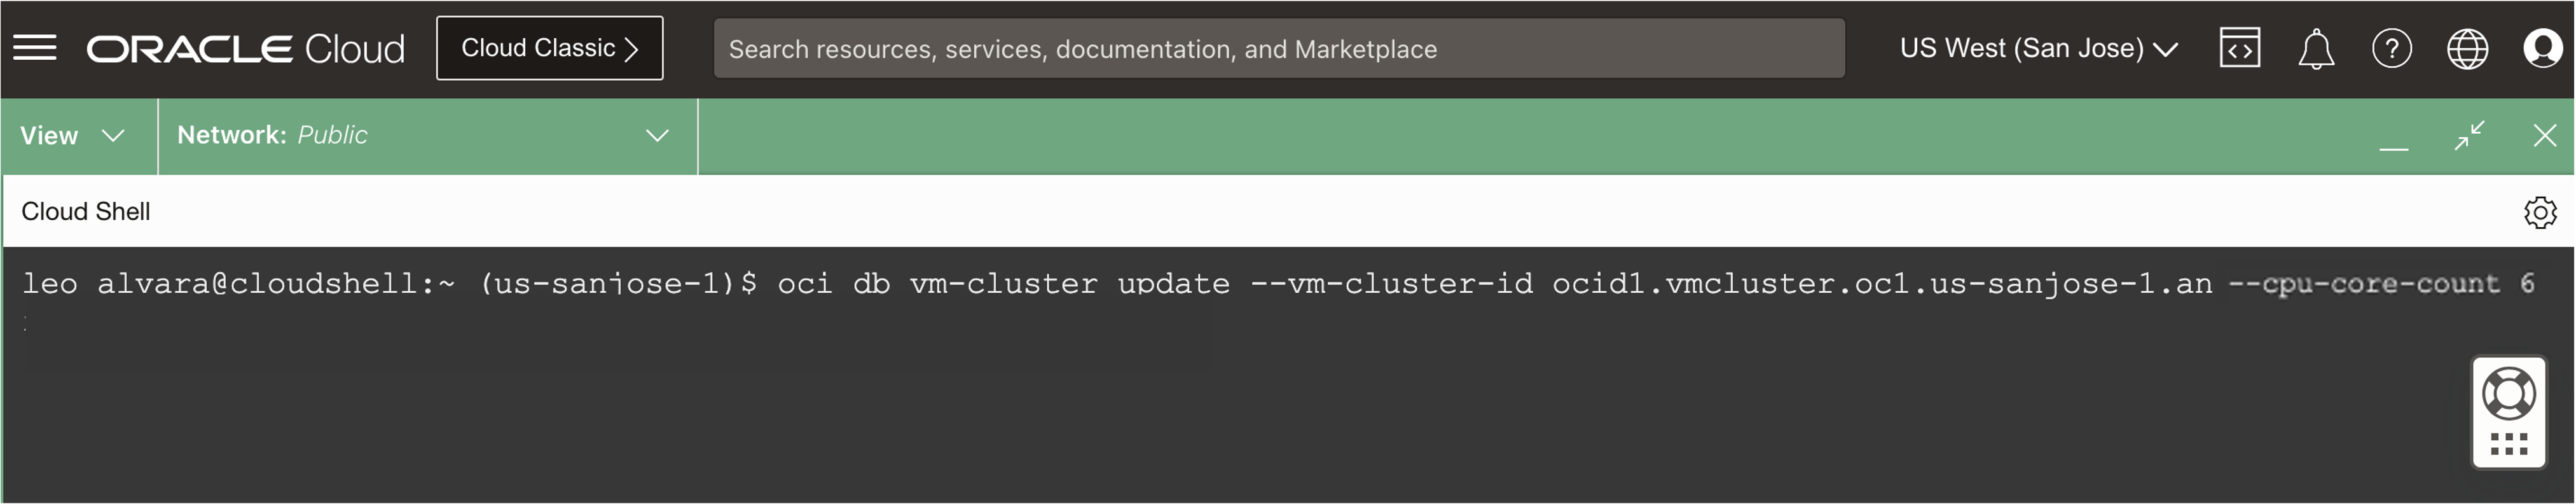 ORACLE Cloud Cloud Classic Search resources, services, documentation, and Marketplace US West (San Jose)
View Network: Public
Cloud Shell
leo alvara@cloudshell:~ (us-sanjose-1)$ oci db vm-cluster update --vm-cluster-id ocid1.vmcluster.oc1.us-sanjose-1.an --cpu-core-count 6